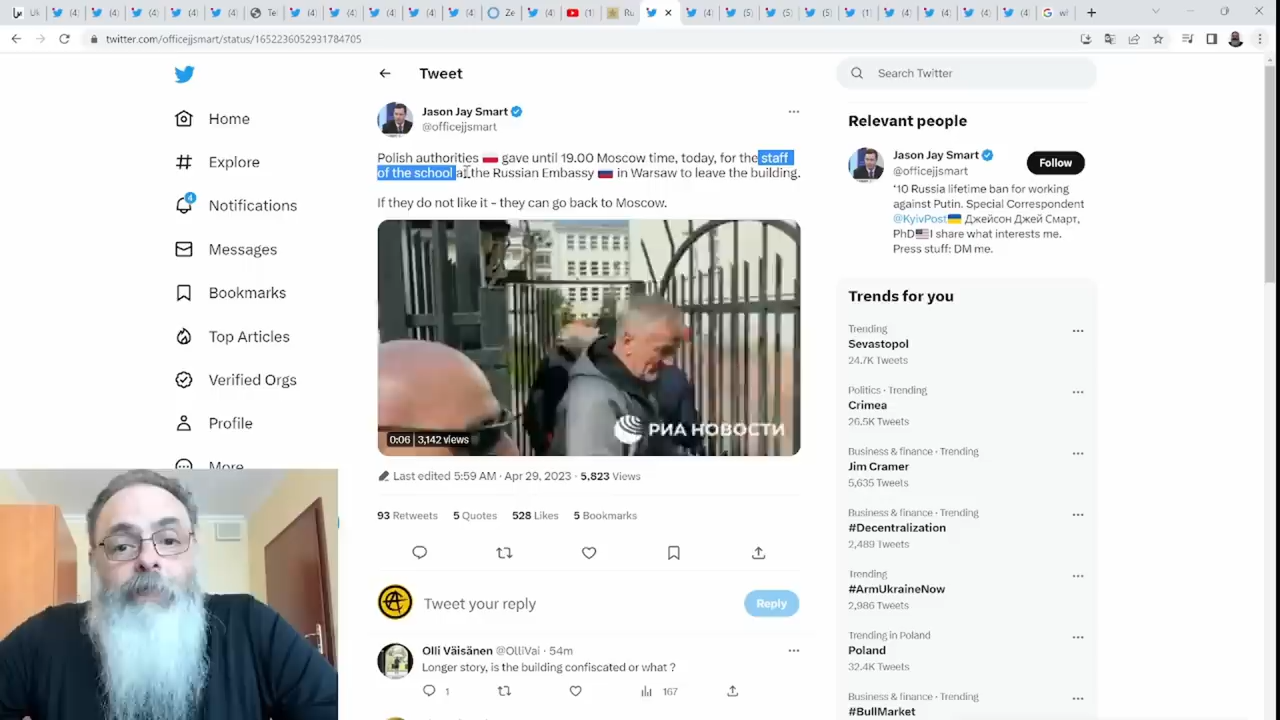 twitter.com/officejjsmart/status/1652236052931784705
Home
Explore
Notifications
4
Messages
Bookmarks
Top Articles
Verified Orgs
Profile
More
Tweet
Jason Jay Smart
@officejjsmart
Polish authorities 🇵🇱 gave until 19.00 Moscow time, today, for the staff
of the school at the Russian Embassy 🇷🇺 in Warsaw to leave the building.
If they do not like it - they can go back to Moscow.
РИА НОВОСТИ
0:06 | 3,142 views
Last edited 5:59 AM · Apr 29, 2023 · 5,823 Views
93 Retweets 5 Quotes 528 Likes 5 Bookmarks
Tweet your reply
Reply
Olli Väisänen @OlliVai · 54m
Longer story, is the building confiscated or what ?
1 167
Search Twitter
Relevant people
Jason Jay Smart
@officejjsmart
Follow
'10 Russia lifetime ban for working
against Putin. Special Correspondent
@KyivPost🇺🇦 Джейсон Джей Смарт,
PhD🇺🇸I share what interests me.
Press stuff: DM me.
Trends for you
Trending
Sevastopol
24.7K Tweets
Politics · Trending
Crimea
26.5K Tweets
Business & finance · Trending
Jim Cramer
5,635 Tweets
Business & finance · Trending
#Decentralization
2,489 Tweets
Trending
#ArmUkraineNow
2,986 Tweets
Trending in Poland
Poland
32.4K Tweets
Business & finance · Trending
#BullMarket